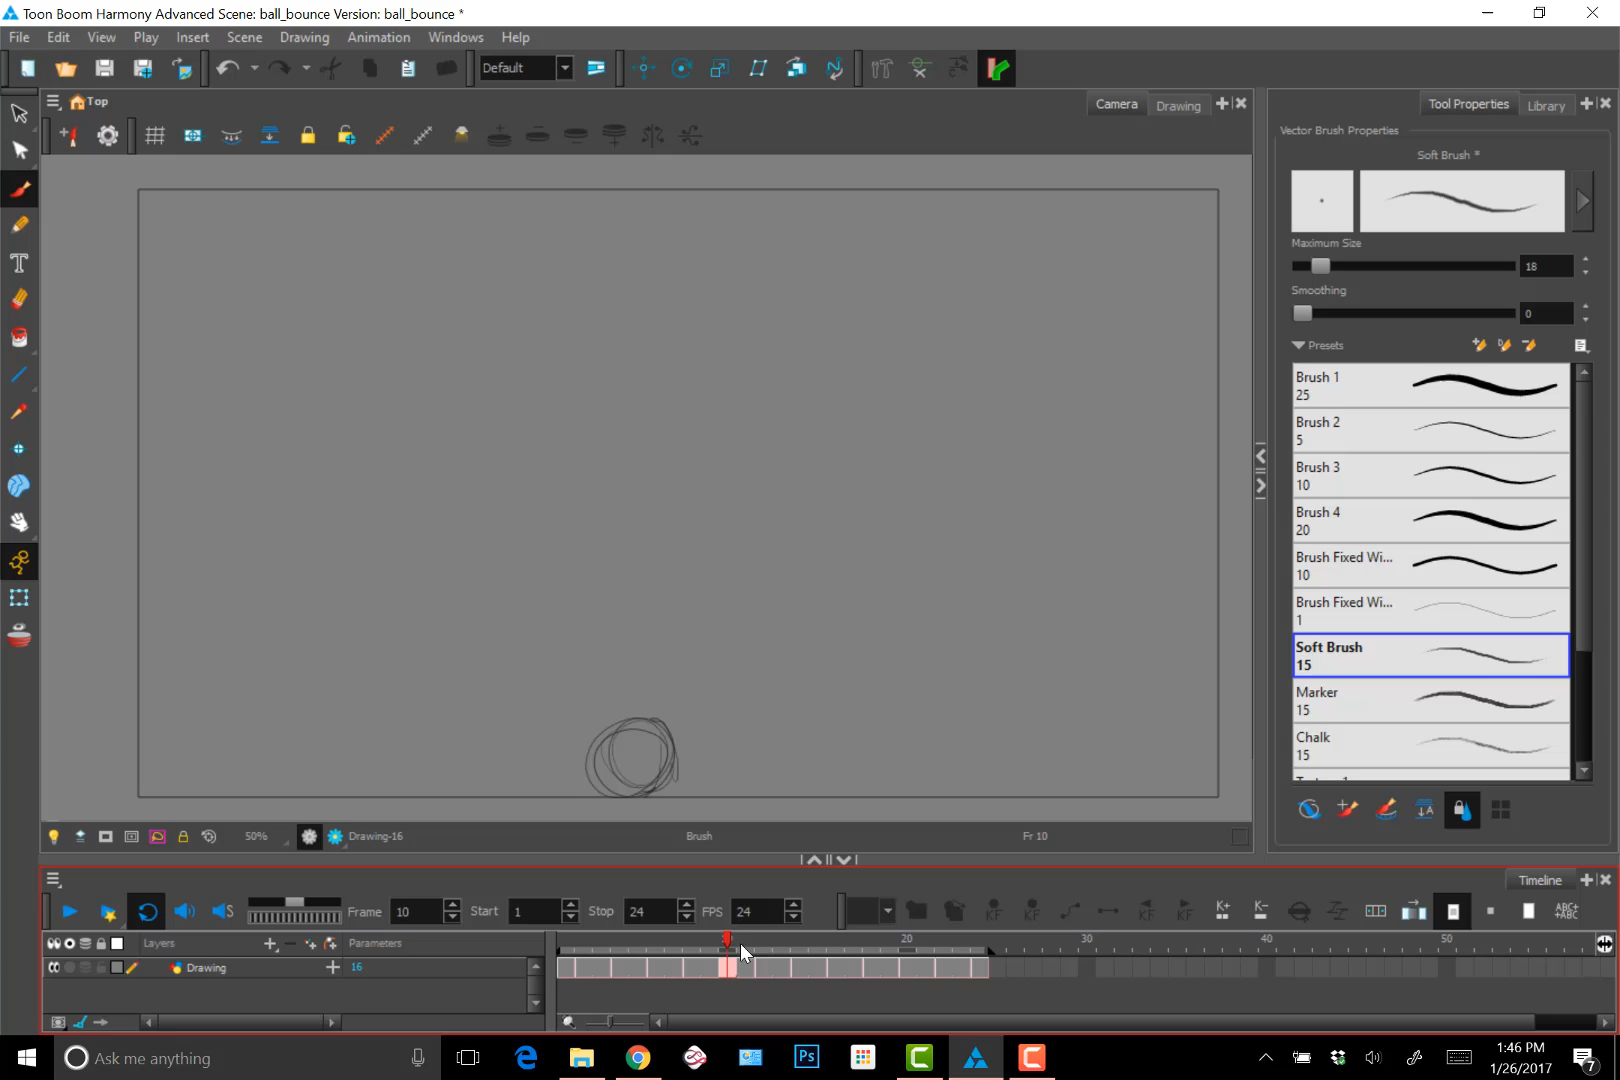 Toon Boom Harmony Advanced Scene: ball_bounce Version: ball_bounce *
File Edit View Play Insert Scene Drawing Animation Windows Help
Default
Top
Camera Drawing
Tool Properties Library
Vector Brush Properties
Soft Brush *
Maximum Size
18
Smoothing
0
Presets
Brush 1
25
Brush 2
5
Brush 3
10
Brush 4
20
Brush Fixed Wi...
10
Brush Fixed Wi...
1
Soft Brush
15
Marker
15
Chalk
15
50% Drawing-16 Brush Fr 10
Timeline
Frame 10 Start 1 Stop 24 FPS 24
Layers Parameters
20 30 40 50
Drawing 16
Ask me anything
Ps
1:46 PM
1/26/2017
7